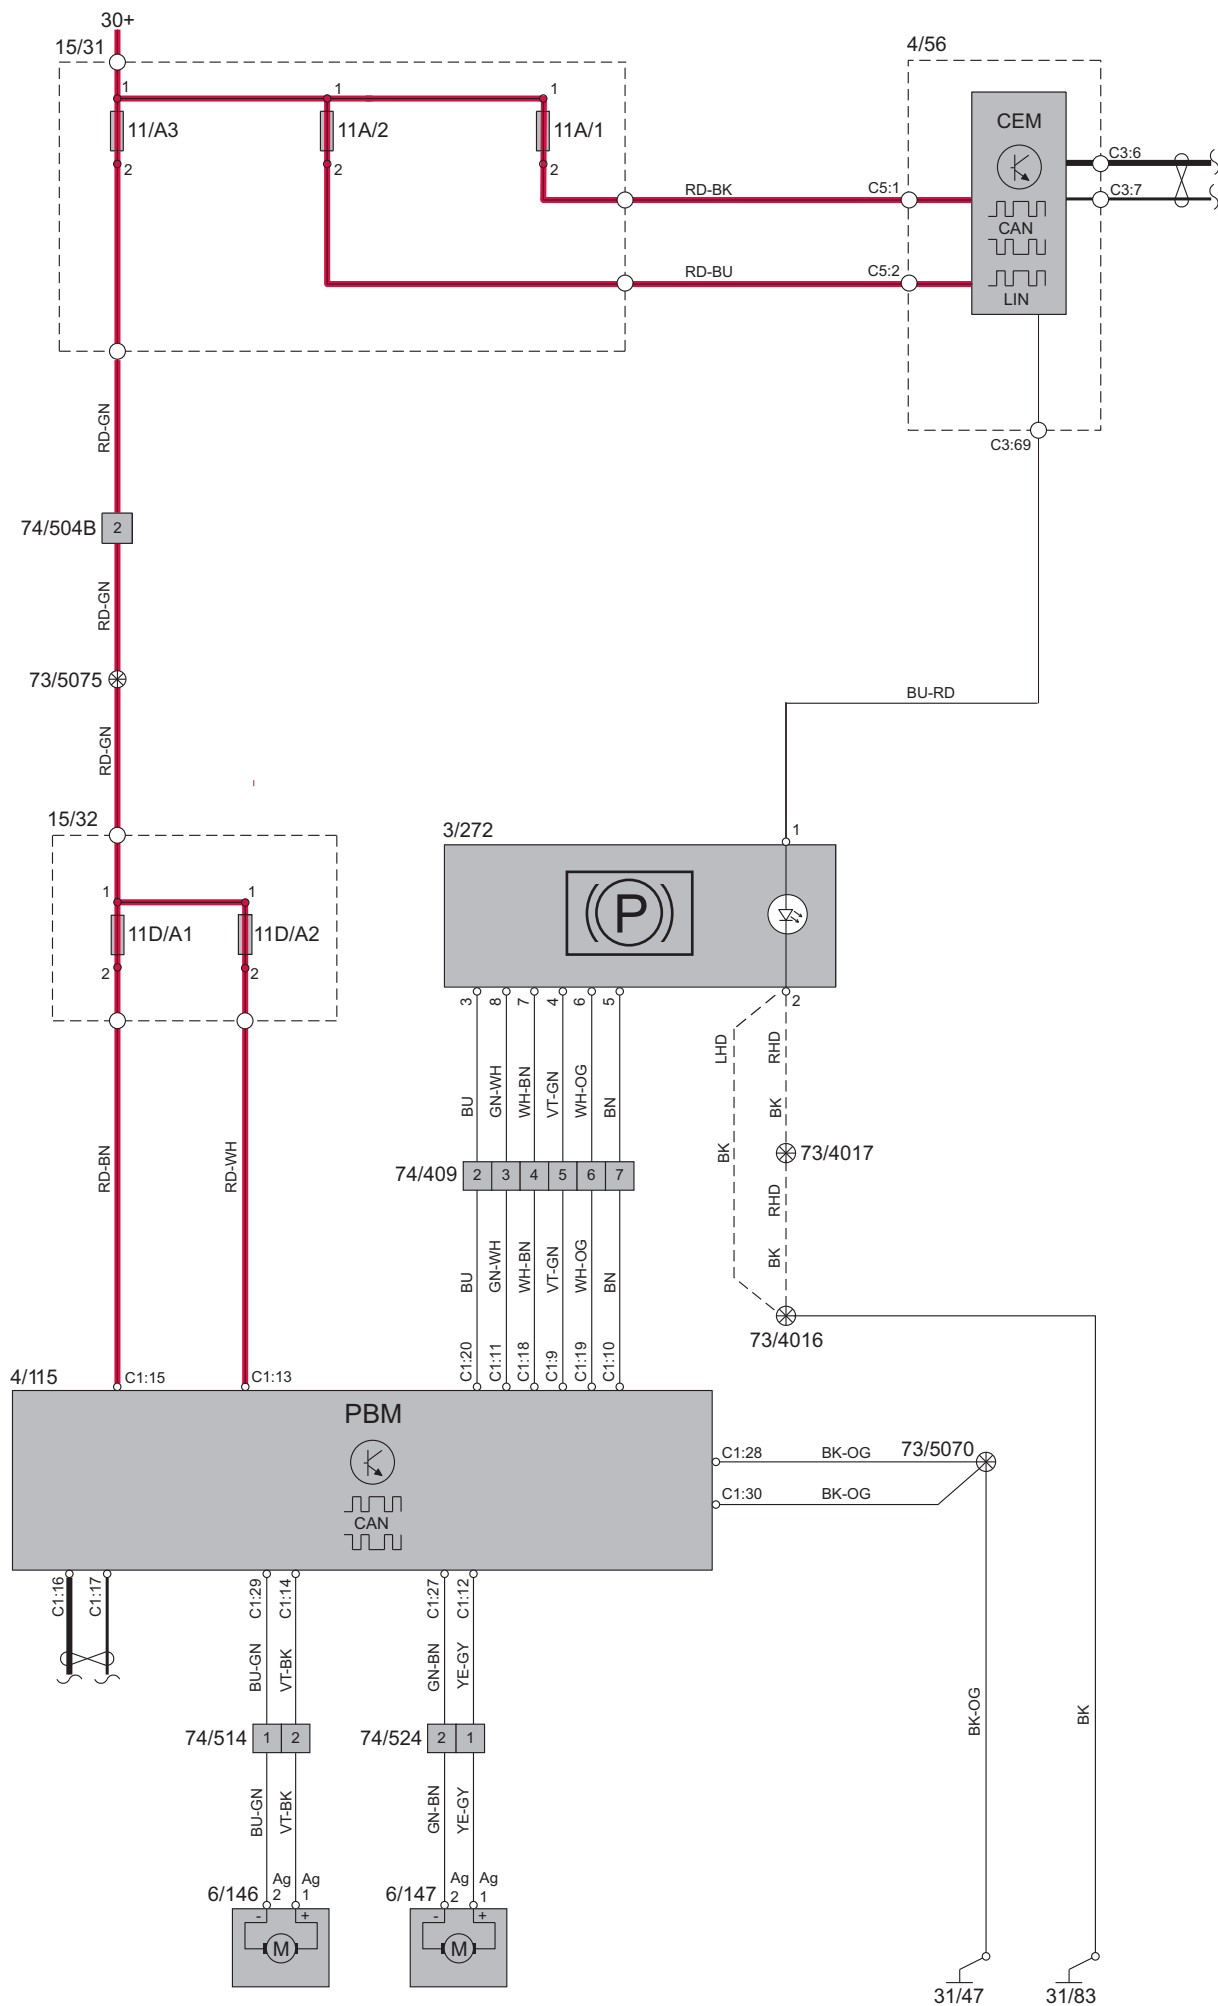 30+
15/31
4/56
1
1
1
11/A3
11A/2
11A/1
2
2
2
CEM
CAN
LIN
C3:6
C3:7
RD-BK
C5:1
RD-BU
C5:2
C3:69
RD-GN
74/504B
2
RD-GN
73/5075
RD-GN
BU-RD
15/32
1
1
11D/A1
11D/A2
2
2
3/272
1
P
3
8
7
4
6
5
2
LHD
RHD
BU
GN-WH
WH-BN
VT-GN
WH-OG
BN
BK
BK
73/4017
RD-BN
RD-WH
74/409
2
3
4
5
6
7
RHD
BU
GN-WH
WH-BN
VT-GN
WH-OG
BN
BK
73/4016
C1:20
C1:11
C1:18
C1:9
C1:19
C1:10
4/115
C1:15
C1:13
PBM
CAN
C1:28
BK-OG
73/5070
C1:30
BK-OG
C1:16
C1:17
C1:29
C1:14
C1:27
C1:12
BU-GN
VT-BK
GN-BN
YE-GY
BK-OG
BK
74/514
1
2
74/524
2
1
BU-GN
VT-BK
GN-BN
YE-GY
Ag
Ag
Ag
Ag
6/146
2
1
6/147
2
1
-
+
-
+
M
M
31/47
31/83